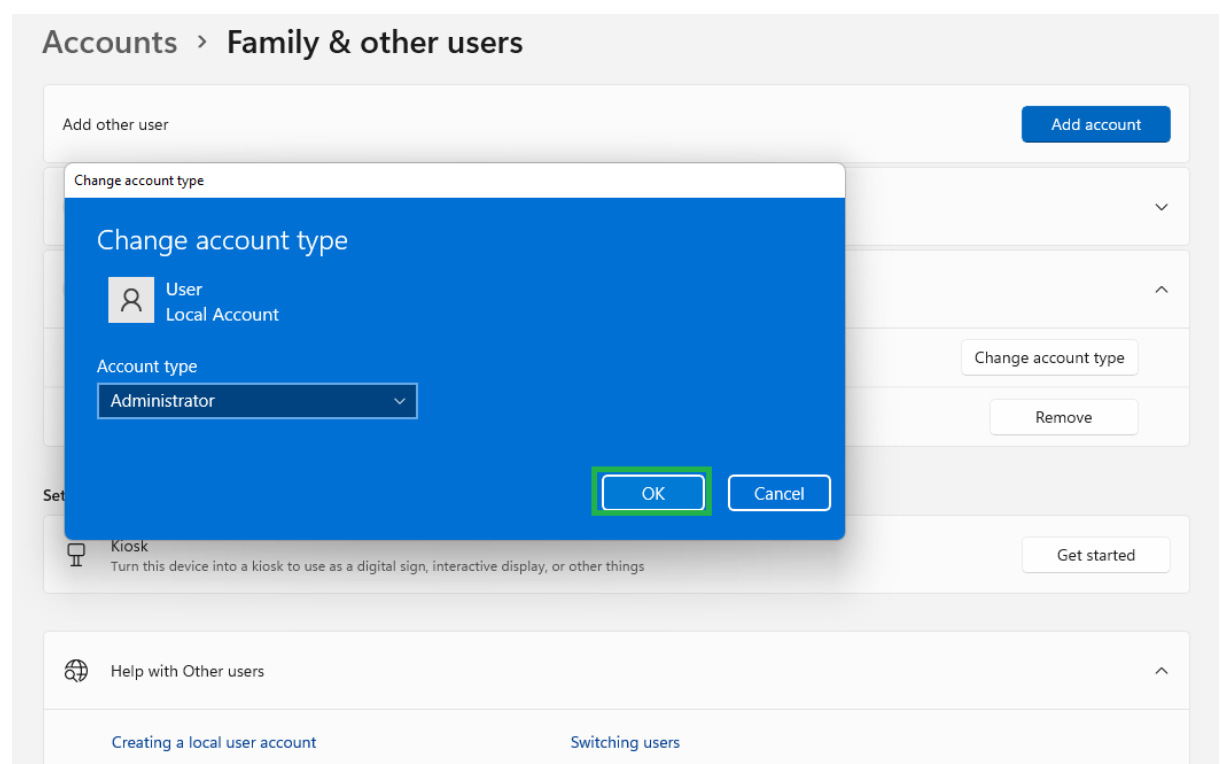 Accounts > Family & other users
Add other user
Add account
Change account type
Change account type
User
Local Account
Account type
Administrator
OK
Cancel
Change account type
Remove
Set
Kiosk
Turn this device into a kiosk to use as a digital sign, interactive display, or other things
Get started
Help with Other users
Creating a local user account
Switching users